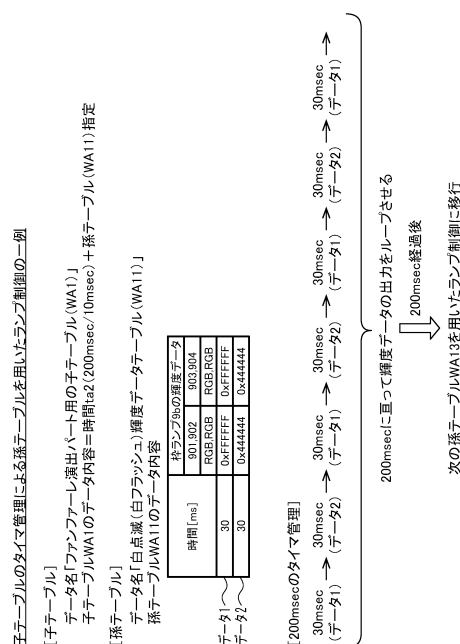 子テーブルのタイマ管理による孫テーブルを用いたランプ制御の一例
[子テーブル]
データ名「ファンファーレ演出パート用の子テーブル(WA1)」
子テーブルWA1のデータ内容=時間ta2(200msec/10msec)+孫テーブル(WA11)指定
[孫テーブル]
データ名「白点滅(白フラッシュ)輝度データテーブル(WA11)」
孫テーブルWA11のデータ内容
時間[ms] 枠ランプ9bの輝度データ
901,902 903,904
RGB,RGB RGB,RGB
データ1 30 0xFFFFFF 0xFFFFFF
データ2 30 0x444444 0x444444
[200msecのタイマ管理]
30msec → 30msec → 30msec → 30msec → 30msec → 30msec → 30msec →
(データ1) (データ2) (データ1) (データ2) (データ1) (データ2) (データ1)
200msecに亘って輝度データの出力をループさせる
200msec経過後
次の孫テーブルWA13を用いたランプ制御に移行